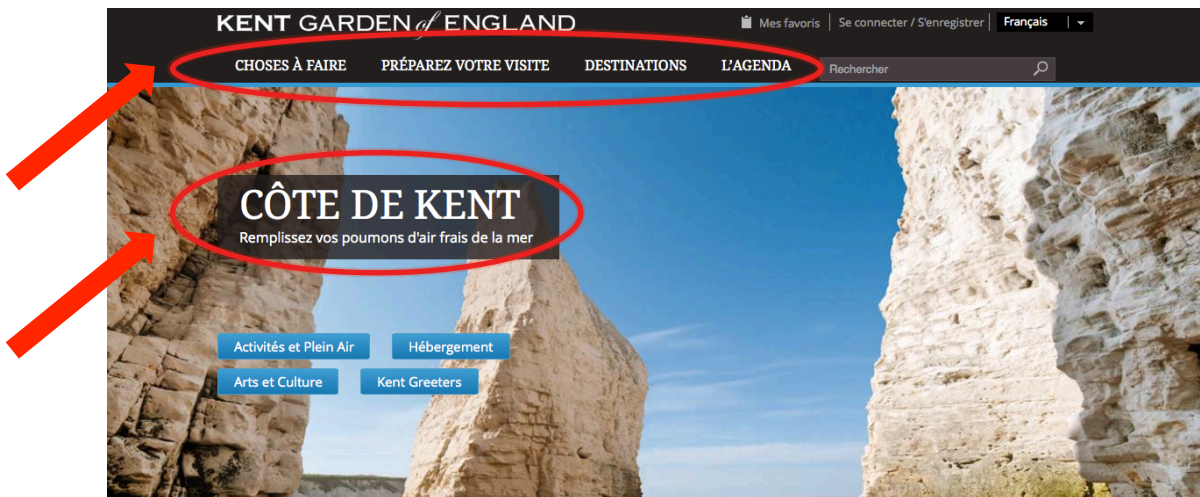 KENT GARDEN of ENGLAND
Mes favoris | Se connecter / S'enregistrer | Français
CHOSES À FAIRE PRÉPAREZ VOTRE VISITE DESTINATIONS L'AGENDA Rechercher
CÔTE DE KENT
Remplissez vos poumons d'air frais de la mer
Activités et Plein Air Hébergement
Arts et Culture Kent Greeters